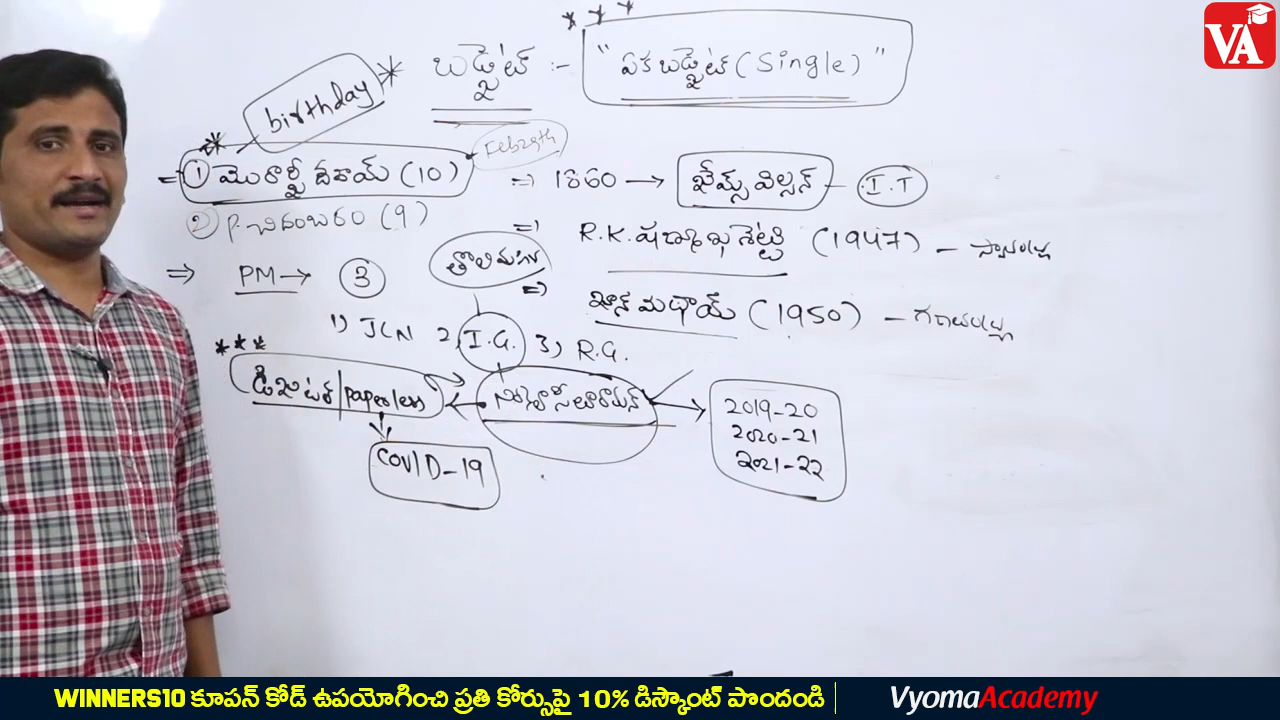 బడ్జెట్ :- "ఏక బడ్జెట్ (Single)"
birthday
Feb 29th
① మొరార్జీ దేశాయ్ (10)
⇒ 1860 → జేమ్స్ విల్సన్ - I.T
② P. చిదంబరం (9)
⇒ R.K. షణ్ముఖ శెట్టి (1947) -
⇒ PM → ③
తొలి మహిళ
⇒ జాన్ మథాయ్ (1950) -
1) JLN 2) I.G. 3) R.G.
డిజిటల్/paperless
నిర్మలా సీతారామన్
2019-20
2020-21
2021-22
COVID-19
VA
WINNERS10 కూపన్ కోడ్ ఉపయోగించి ప్రతి కోర్సుపై 10% డిస్కౌంట్ పొందండి | VyomaAcademy